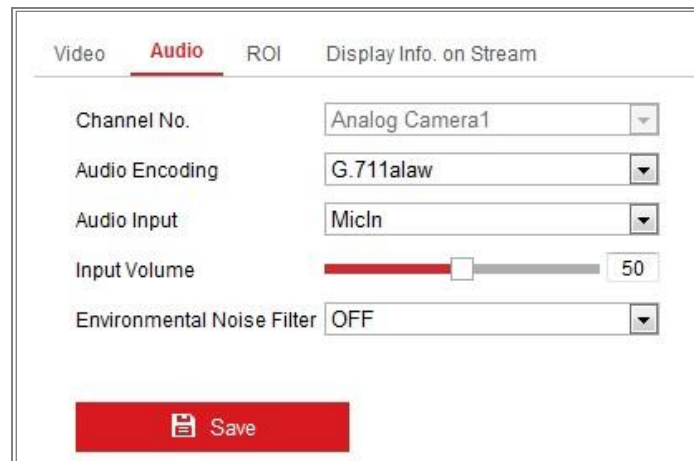 Video Audio ROI Display Info. on Stream
Channel No. Analog Camera1
Audio Encoding G.711alaw
Audio Input MicIn
Input Volume 50
Environmental Noise Filter OFF
Save